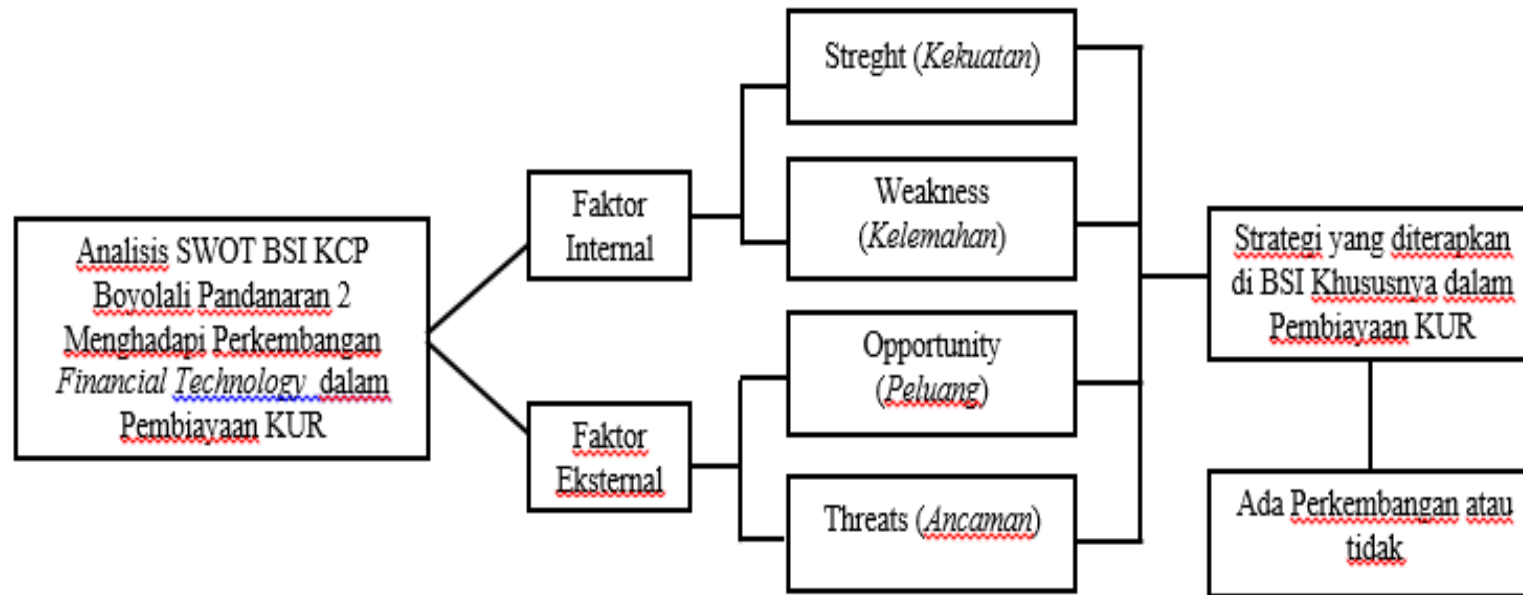 Analisis SWOT BSI KCP
Boyolali Pandanaran 2
Menghadapi Perkembangan
Financial Technology dalam
Pembiayaan KUR
Faktor
Internal
Faktor
Eksternal
Streght (Kekuatan)
Weakness
(Kelemahan)
Opportunity
(Peluang)
Threats (Ancaman)
Strategi yang diterapkan
di BSI Khususnya dalam
Pembiayaan KUR
Ada Perkembangan atau
tidak